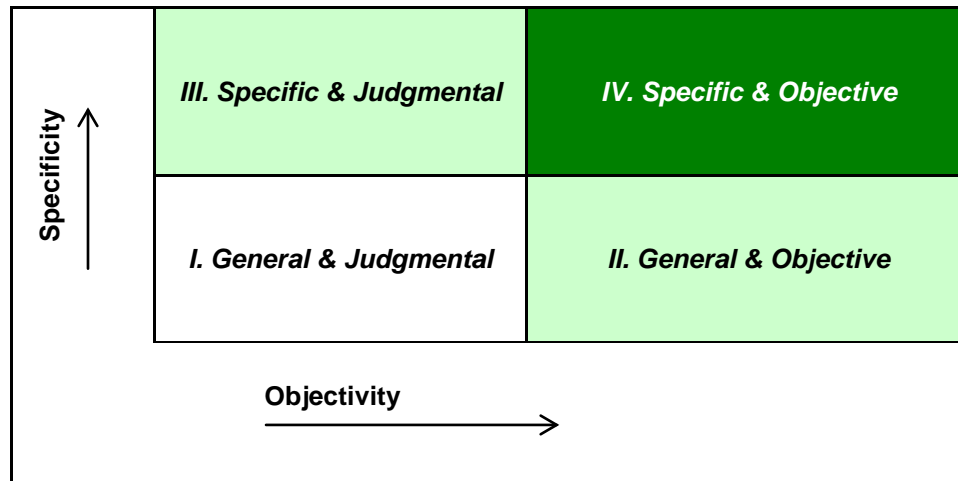 III. Specific & Judgmental
IV. Specific & Objective
Specificity
I. General & Judgmental
II. General & Objective
Objectivity